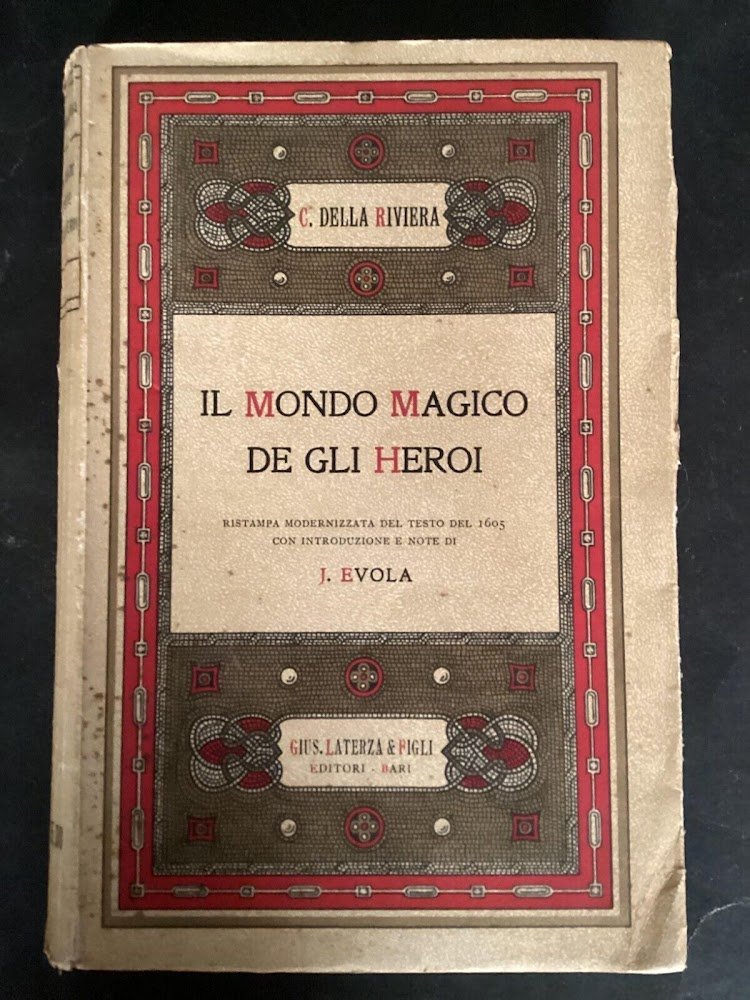 C. DELLA RIVIERA
IL MONDO MAGICO
DE GLI HEROI
RISTAMPA MODERNIZZATA DEL TESTO DEL 1605
CON INTRODUZIONE E NOTE DI
J. EVOLA
GIUS. LATERZA & FIGLI
EDITORI - BARI